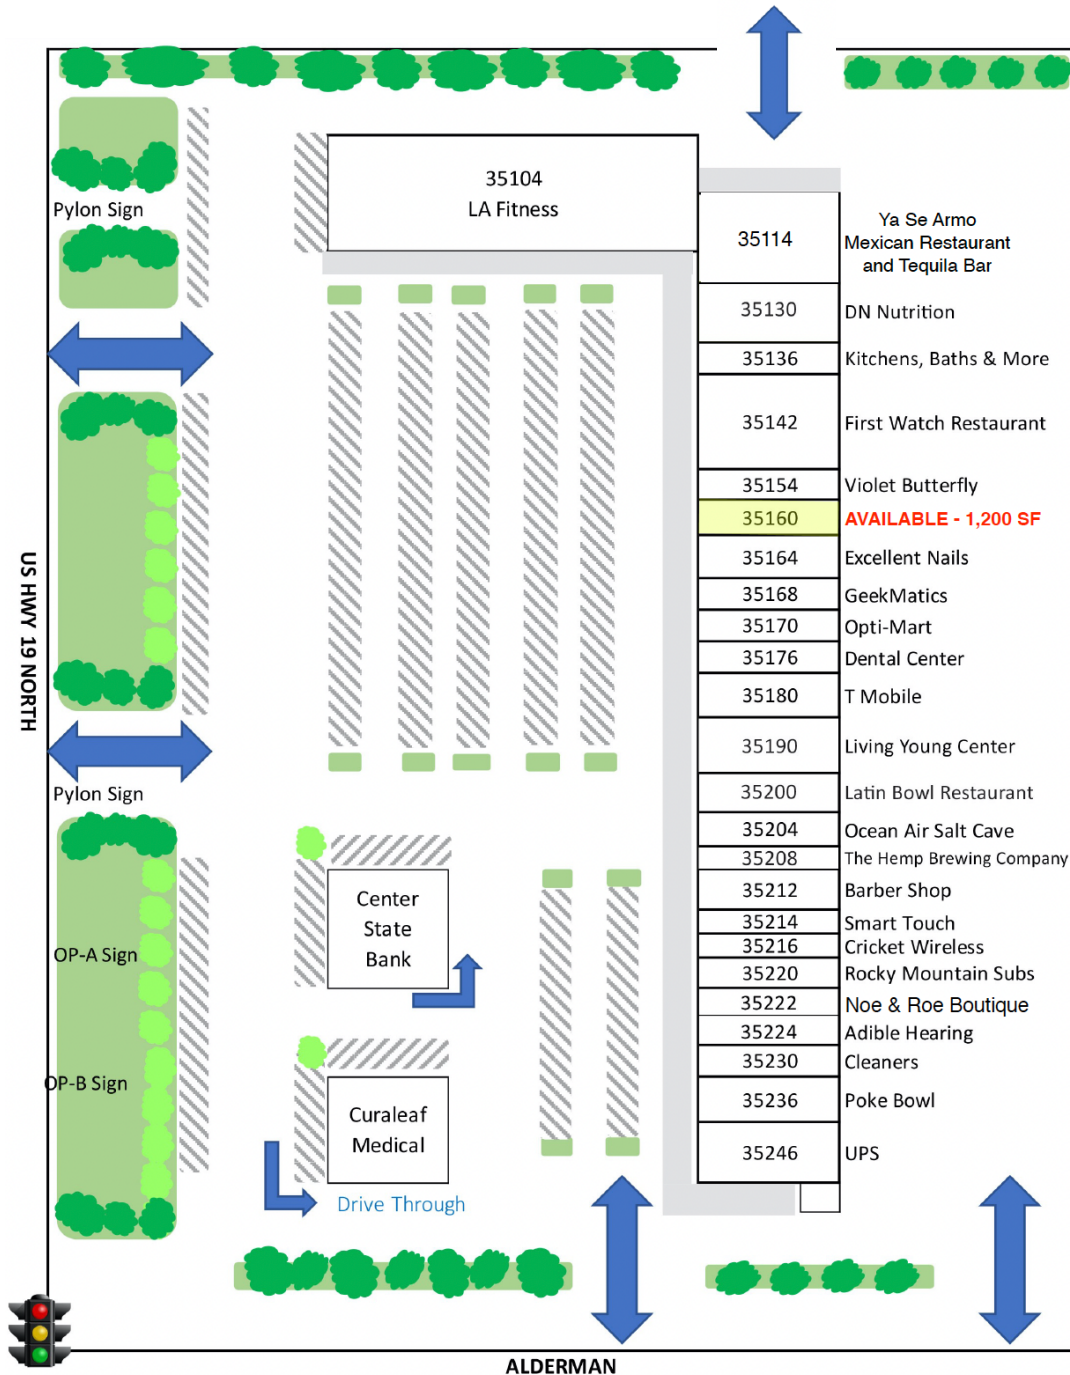 35104
LA Fitness
Pylon Sign
35114
Ya Se Armo
Mexican Restaurant
and Tequila Bar
35130 DN Nutrition
35136 Kitchens, Baths & More
35142 First Watch Restaurant
35154 Violet Butterfly
35160 AVAILABLE - 1,200 SF
35164 Excellent Nails
35168 GeekMatics
35170 Opti-Mart
35176 Dental Center
35180 T Mobile
US HWY 19 NORTH
35190 Living Young Center
Pylon Sign
35200 Latin Bowl Restaurant
35204 Ocean Air Salt Cave
35208 The Hemp Brewing Company
35212 Barber Shop
Center
State
Bank
35214 Smart Touch
35216 Cricket Wireless
OP-A Sign
35220 Rocky Mountain Subs
35222 Noe & Roe Boutique
35224 Adible Hearing
35230 Cleaners
OP-B Sign
35236 Poke Bowl
Curaleaf
Medical
35246 UPS
Drive Through
ALDERMAN